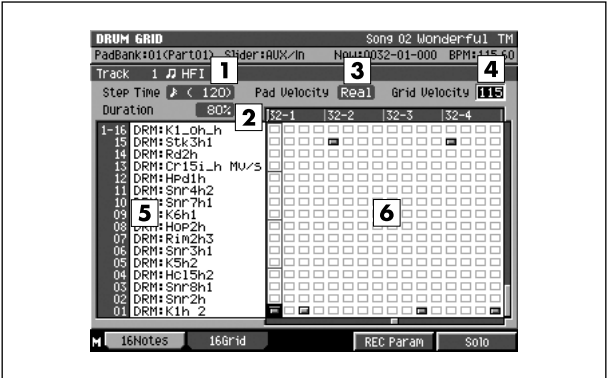 DRUM GRID Song 02 Wonderful TM
PadBank:01(Part01) Slider:AUX/In Now:0032-01-000 BPM:115.60
Track 1 HFI 1 3 4
Step Time ( 120) Pad Velocity Real Grid Velocity 115
Duration 80% 2 32-1 32-2 32-3 32-4
1-16 DRM:K1_oh_h
15 DRM:Stk3h1
14 DRM:Rd2h
13 DRM:Cr15i_h MV/S
12 DRM:HPd1h
11 DRM:Snr4h2
10 DRM:Snr7h1
09 5 DRM:K6h1 6
08 DRM:HoP2h
07 DRM:Rim2h3
06 DRM:Snr3h1
05 DRM:K5h2
04 DRM:Hc15h2
03 DRM:Snr8h1
02 DRM:Snr2h
01 DRM:K1h 2
M 16Notes 16Grid REC Param Solo